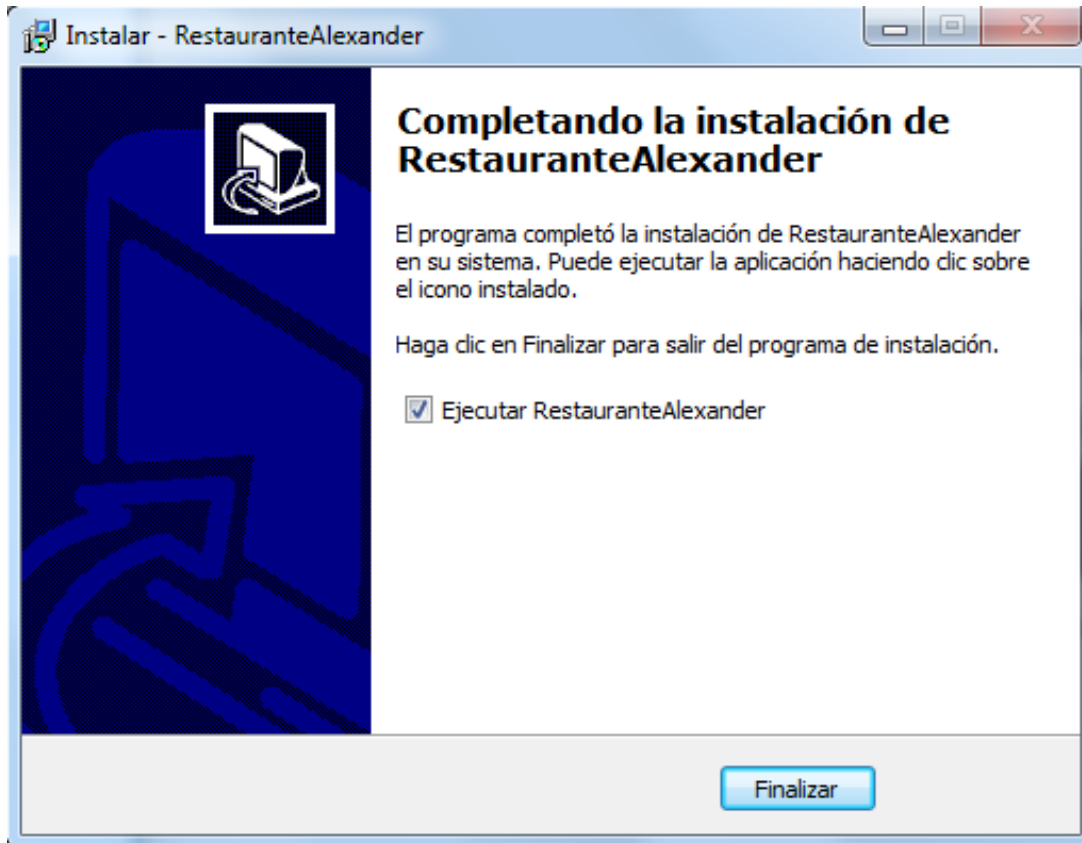 Instalar - RestauranteAlexander
Completando la instalación de
RestauranteAlexander
El programa completó la instalación de RestauranteAlexander
en su sistema. Puede ejecutar la aplicación haciendo clic sobre
el icono instalado.
Haga clic en Finalizar para salir del programa de instalación.
Ejecutar RestauranteAlexander
Finalizar